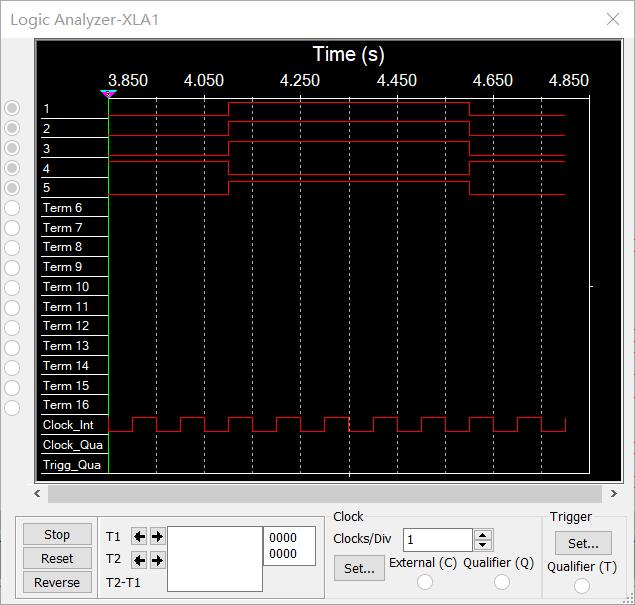 Logic Analyzer-XLA1
Time (s)
3.850 4.050 4.250 4.450 4.650 4.850
1
2
3
4
5
Term 6
Term 7
Term 8
Term 9
Term 10
Term 11
Term 12
Term 13
Term 14
Term 15
Term 16
Clock_Int
Clock_Qua
Trigg_Qua
Stop
Reset
Reverse
T1
T2
T2-T1
0000
0000
Clock
Clocks/Div 1
Set...
External (C) Qualifier (Q)
Trigger
Set...
Qualifier (T)